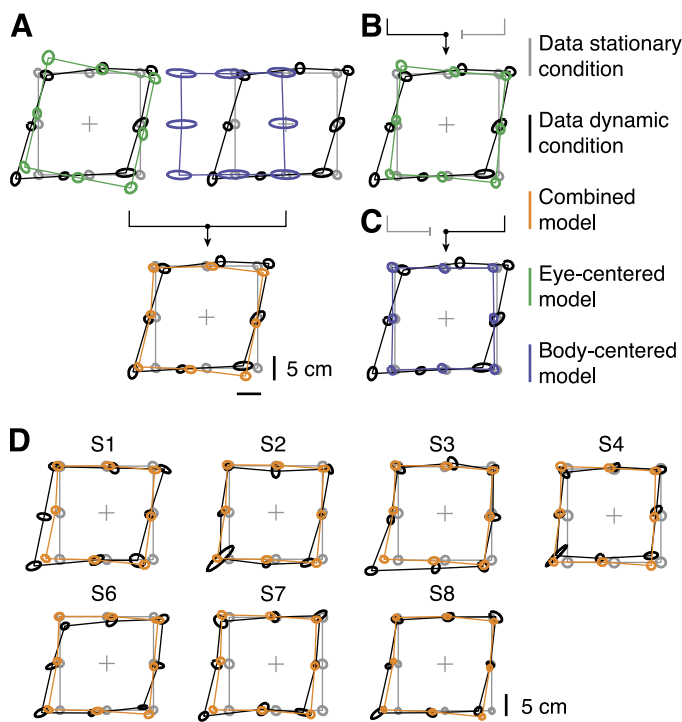 A
B
Data stationary
condition
Data dynamic
condition
Combined
model
Eye-centered
model
Body-centered
model
C
5 cm
D
S1
S2
S3
S4
S6
S7
S8
5 cm